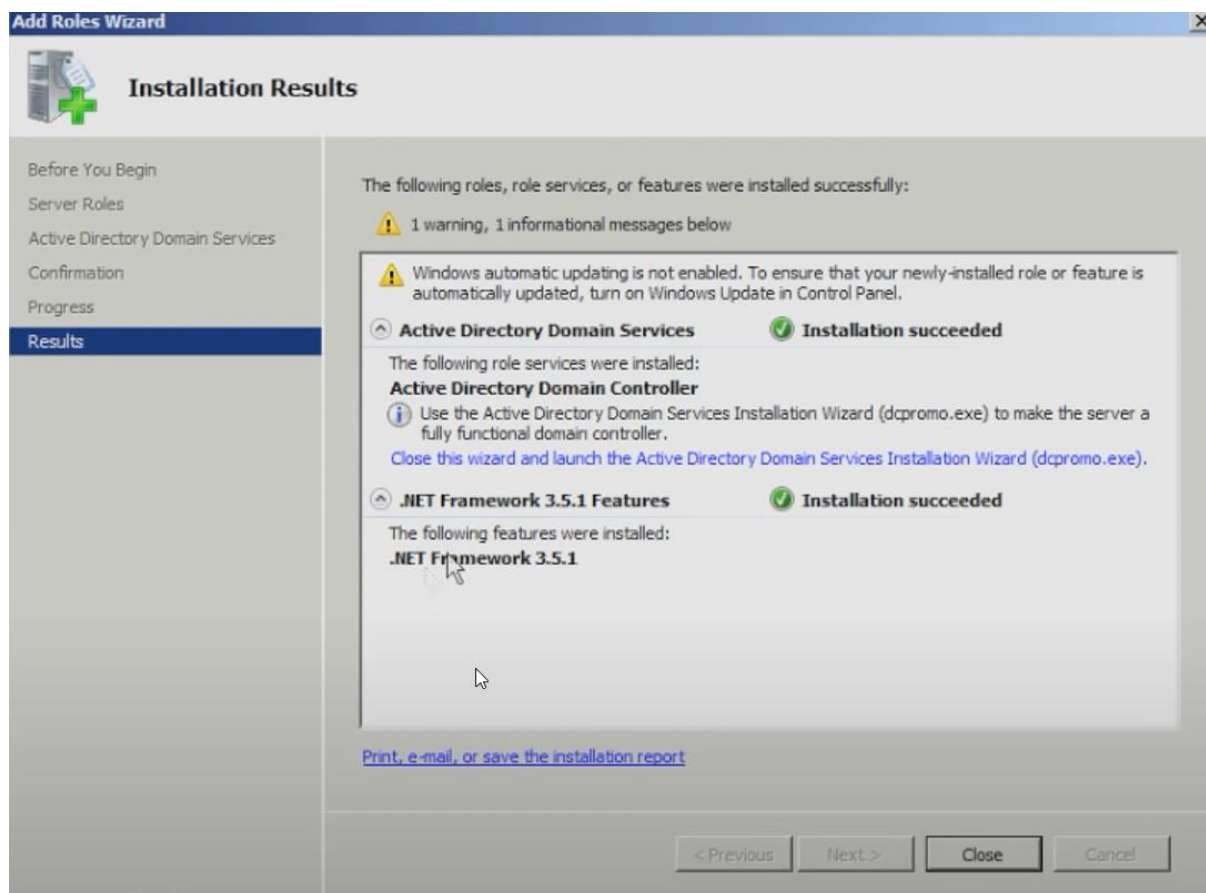 Add Roles Wizard
Installation Results
Before You Begin
Server Roles
Active Directory Domain Services
Confirmation
Progress
Results
The following roles, role services, or features were installed successfully:
1 warning, 1 informational messages below
Windows automatic updating is not enabled. To ensure that your newly-installed role or feature is
automatically updated, turn on Windows Update in Control Panel.
Active Directory Domain Services Installation succeeded
The following role services were installed:
Active Directory Domain Controller
Use the Active Directory Domain Services Installation Wizard (dcpromo.exe) to make the server a
fully functional domain controller.
Close this wizard and launch the Active Directory Domain Services Installation Wizard (dcpromo.exe).
.NET Framework 3.5.1 Features Installation succeeded
The following features were installed:
.NET Framework 3.5.1
Print, e-mail, or save the installation report
< Previous Next > Close Cancel